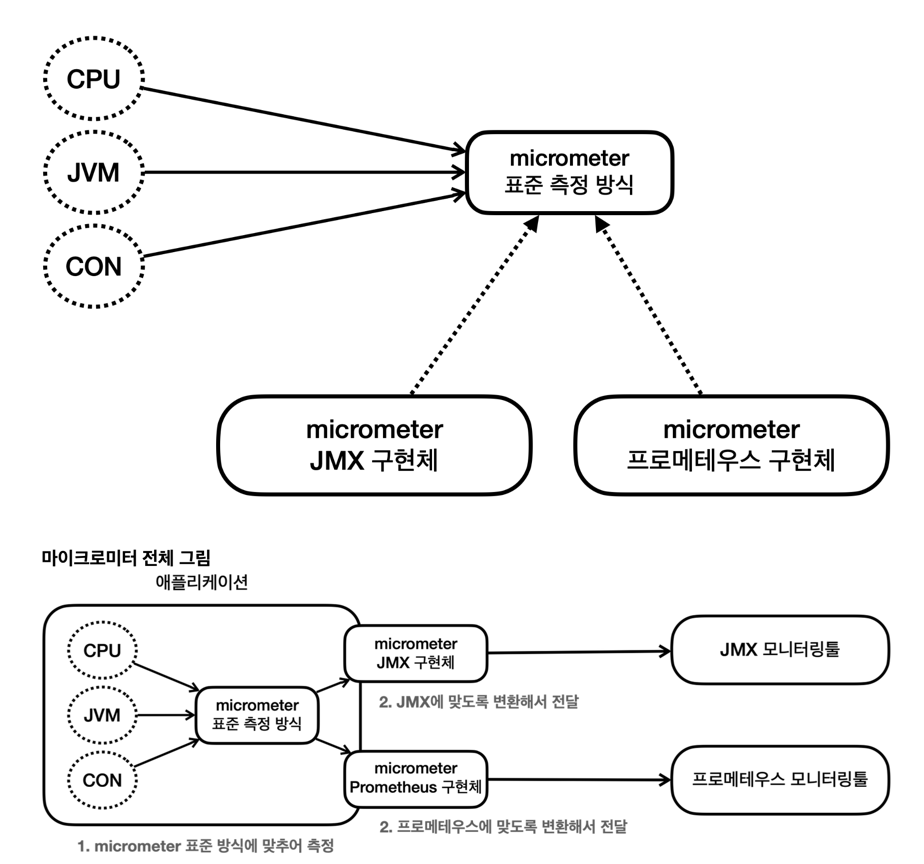 CPU
JVM
CON
micrometer
표준 측정 방식
micrometer
JMX 구현체
micrometer
프로메테우스 구현체
마이크로미터 전체 그림
애플리케이션
CPU
JVM
CON
micrometer
표준 측정 방식
micrometer
JMX 구현체
JMX 모니터링툴
2. JMX에 맞도록 변환해서 전달
micrometer
Prometheus 구현체
프로메테우스 모니터링툴
2. 프로메테우스에 맞도록 변환해서 전달
1. micrometer 표준 방식에 맞추어 측정